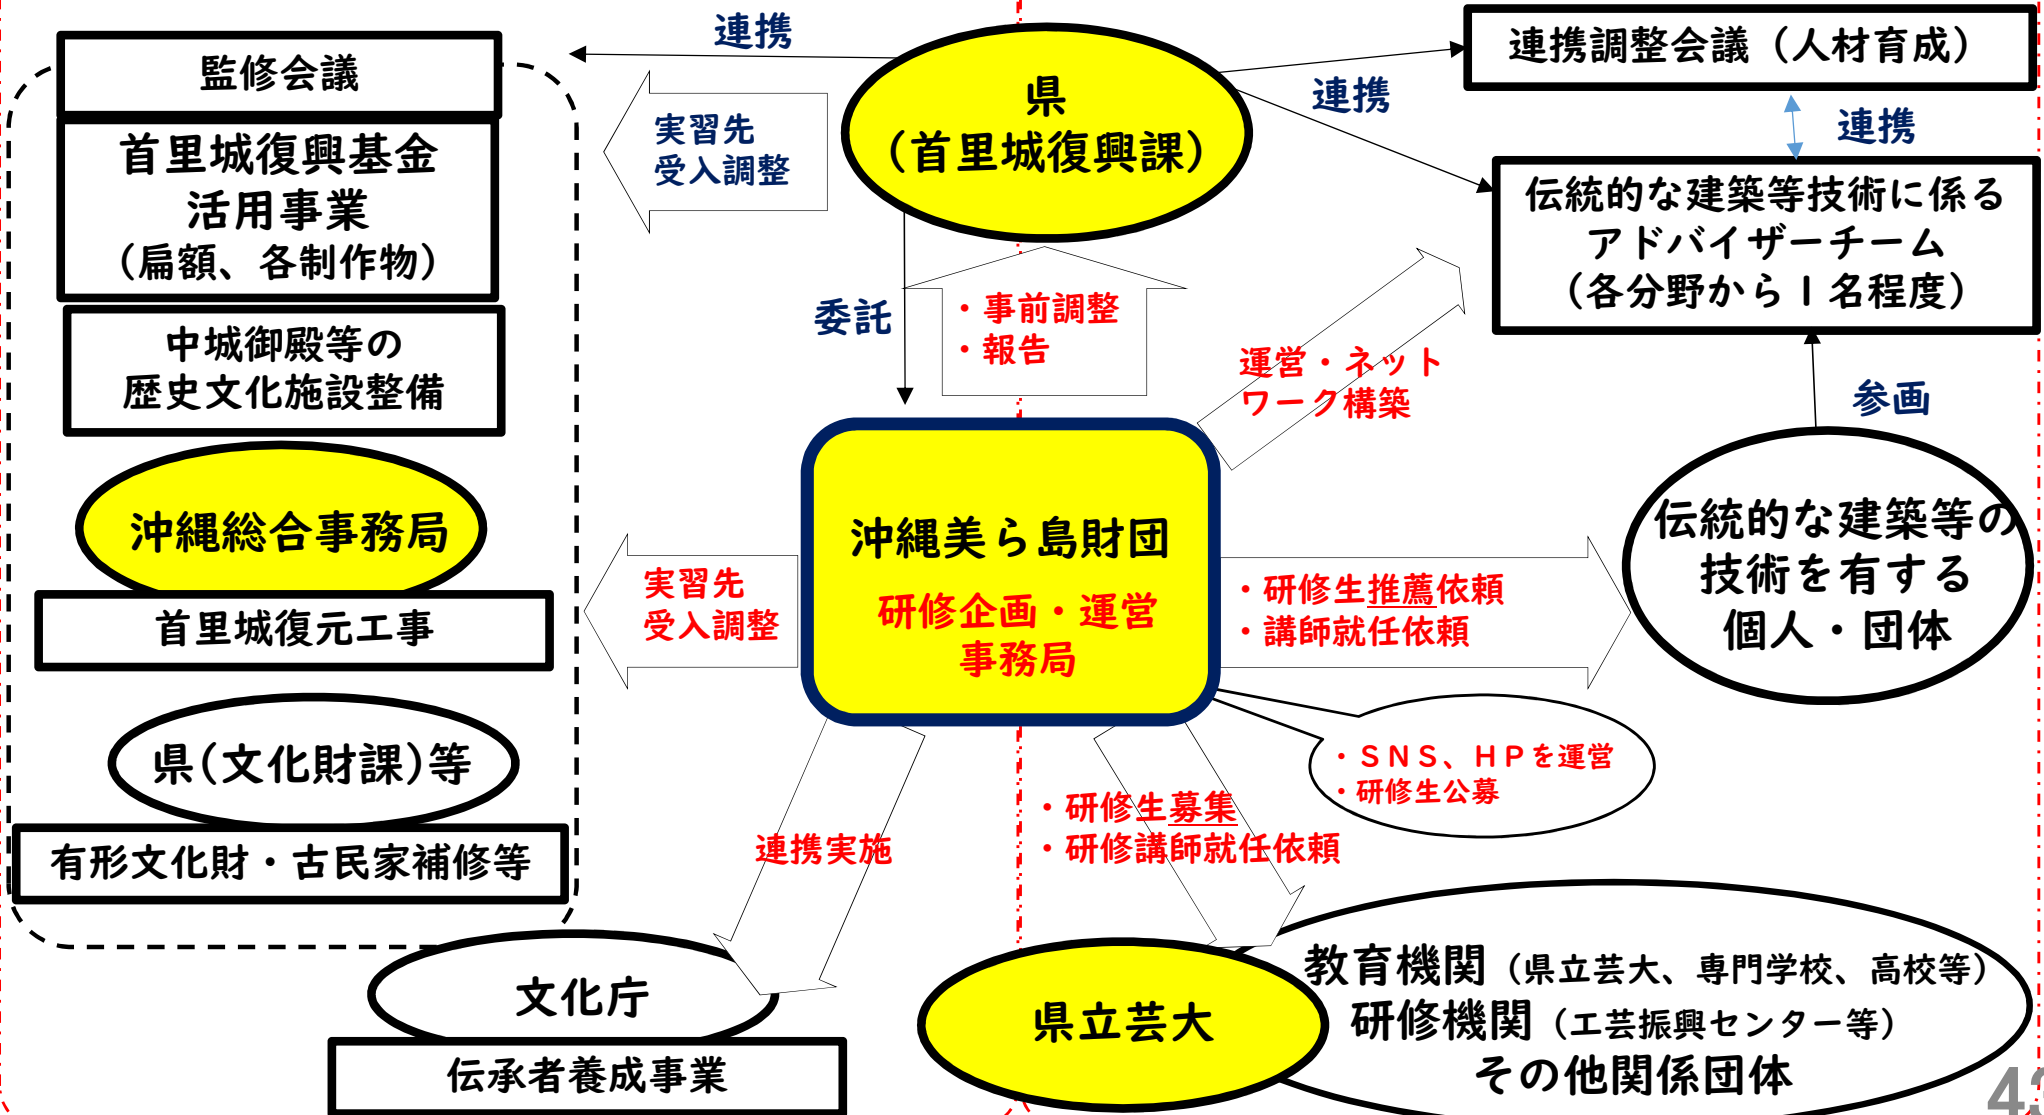 連携
監修会議
首里城復興基金
活用事業
（扁額、各制作物）
中城御殿等の
歴史文化施設整備
沖縄総合事務局
首里城復元工事
県（文化財課）等
有形文化財・古民家補修等
実習先
受入調整
県
（首里城復興課）
連携
連携調整会議（人材育成）
連携
伝統的な建築等技術に係る
アドバイザーチーム
（各分野から１名程度）
委託
・事前調整
・報告
運営・ネット
ワーク構築
参画
実習先
受入調整
沖縄美ら島財団
研修企画・運営
事務局
・研修生推薦依頼
・講師就任依頼
伝統的な建築等の
技術を有する
個人・団体
・ＳＮＳ、ＨＰを運営
・研修生公募
連携実施
・研修生募集
・研修講師就任依頼
文化庁
伝承者養成事業
県立芸大
教育機関（県立芸大、専門学校、高校等）
研修機関（工芸振興センター等）
その他関係団体